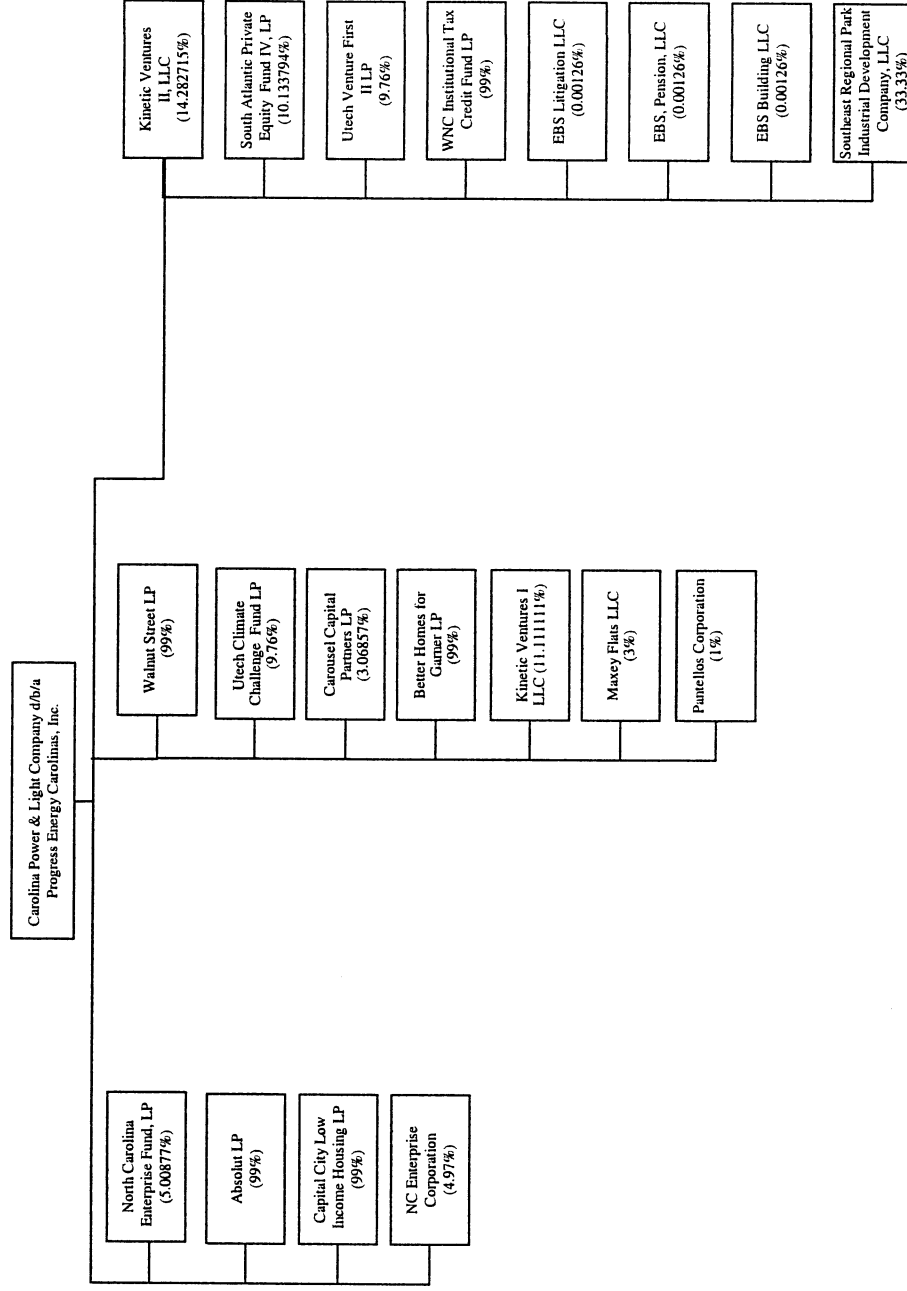 Carolina Power & Light Company d/b/a
Progress Energy Carolinas, Inc.
North Carolina
Enterprise Fund, LP
(5.00877%)
Absolut LP
(99%)
Capital City Low
Income Housing LP
(99%)
NC Enterprise
Corporation
(4.97%)
Walnut Street LP
(99%)
Utech Climate
Challenge Fund LP
(9.76%)
Carousel Capital
Partners LP
(3.06857%)
Better Homes for
Garner LP
(99%)
Kinetic Ventures I
LLC (11.11111%)
Maxey Flats LLC
(3%)
Pantellos Corporation
(1%)
Kinetic Ventures
II, LLC
(14.282715%)
South Atlantic Private
Equity Fund IV, LP
(10.133794%)
Utech Venture First
II LP
(9.76%)
WNC Institutional Tax
Credit Fund LP
(99%)
EBS Litigation LLC
(0.00126%)
EBS, Pension, LLC
(0.00126%)
EBS Building LLC
(0.00126%)
Southeast Regional Park
Industrial Development
Company, LLC
(33.33%)